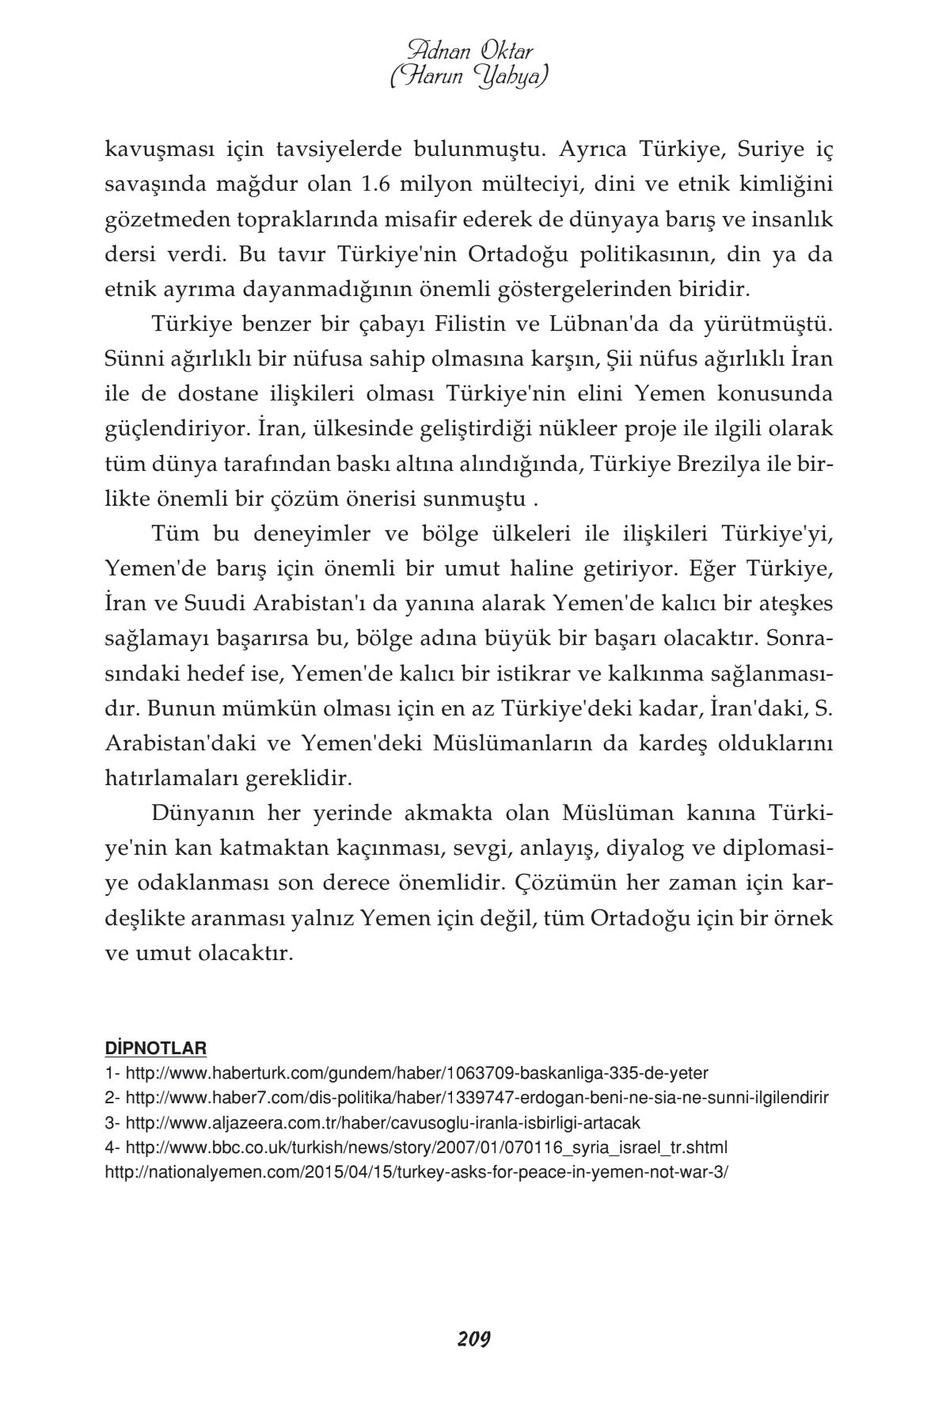 Adnan Oktar
(Harun Yahya)
kavuşması için tavsiyelerde bulunmuştu. Ayrıca Türkiye, Suriye iç
savaşında mağdur olan 1.6 milyon mülteciyi, dini ve etnik kimliğini
gözetmeden topraklarında misafir ederek de dünyaya barış ve insanlık
dersi verdi. Bu tavır Türkiye'nin Ortadoğu politikasının, din ya da
etnik ayrıma dayanmadığının önemli göstergelerinden biridir.
Türkiye benzer bir çabayı Filistin ve Lübnan'da da yürütmüştü.
Sünni ağırlıklı bir nüfusa sahip olmasına karşın, Şii nüfus ağırlıklı İran
ile de dostane ilişkileri olması Türkiye'nin elini Yemen konusunda
güçlendiriyor. İran, ülkesinde geliştirdiği nükleer proje ile ilgili olarak
tüm dünya tarafından baskı altına alındığında, Türkiye Brezilya ile bir-
likte önemli bir çözüm önerisi sunmuştu .
Tüm bu deneyimler ve bölge ülkeleri ile ilişkileri Türkiye'yi,
Yemen'de barış için önemli bir umut haline getiriyor. Eğer Türkiye,
İran ve Suudi Arabistan'ı da yanına alarak Yemen'de kalıcı bir ateşkes
sağlamayı başarırsa bu, bölge adına büyük bir başarı olacaktır. Sonra-
sındaki hedef ise, Yemen'de kalıcı bir istikrar ve kalkınma sağlanması-
dır. Bunun mümkün olması için en az Türkiye'deki kadar, İran'daki, S.
Arabistan'daki ve Yemen'deki Müslümanların da kardeş olduklarını
hatırlamaları gereklidir.
Dünyanın her yerinde akmakta olan Müslüman kanına Türki-
ye'nin kan katmaktan kaçınması, sevgi, anlayış, diyalog ve diplomasi-
ye odaklanması son derece önemlidir. Çözümün her zaman için kar-
deşlikte aranması yalnız Yemen için değil, tüm Ortadoğu için bir örnek
ve umut olacaktır.
DİPNOTLAR
1- http://www.haberturk.com/gundem/haber/1063709-baskanliga-335-de-yeter
2- http://www.haber7.com/dis-politika/haber/1339747-erdogan-beni-ne-sia-ne-sunni-ilgilendirir
3- http://www.aljazeera.com.tr/haber/cavusoglu-iranla-isbirligi-artacak
4- http://www.bbc.co.uk/turkish/news/story/2007/01/070116_syria_israel_tr.shtml
http://nationalyemen.com/2015/04/15/turkey-asks-for-peace-in-yemen-not-war-3/
209